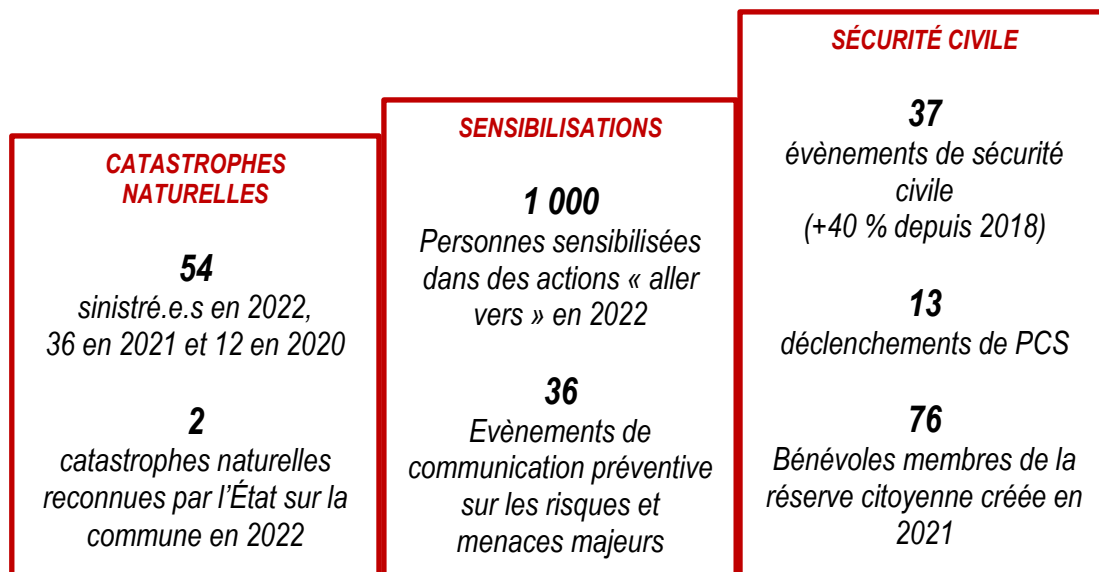 CATASTROPHES
NATURELLES
54
sinistré.e.s en 2022,
36 en 2021 et 12 en 2020
2
catastrophes naturelles
reconnues par l'État sur la
commune en 2022
SENSIBILISATIONS
1 000
Personnes sensibilisées
dans des actions « aller
vers » en 2022
36
Evènements de
communication préventive
sur les risques et
menaces majeurs
SÉCURITÉ CIVILE
37
évènements de sécurité
civile
(+40 % depuis 2018)
13
déclenchements de PCS
76
Bénévoles membres de la
réserve citoyenne créée en
2021